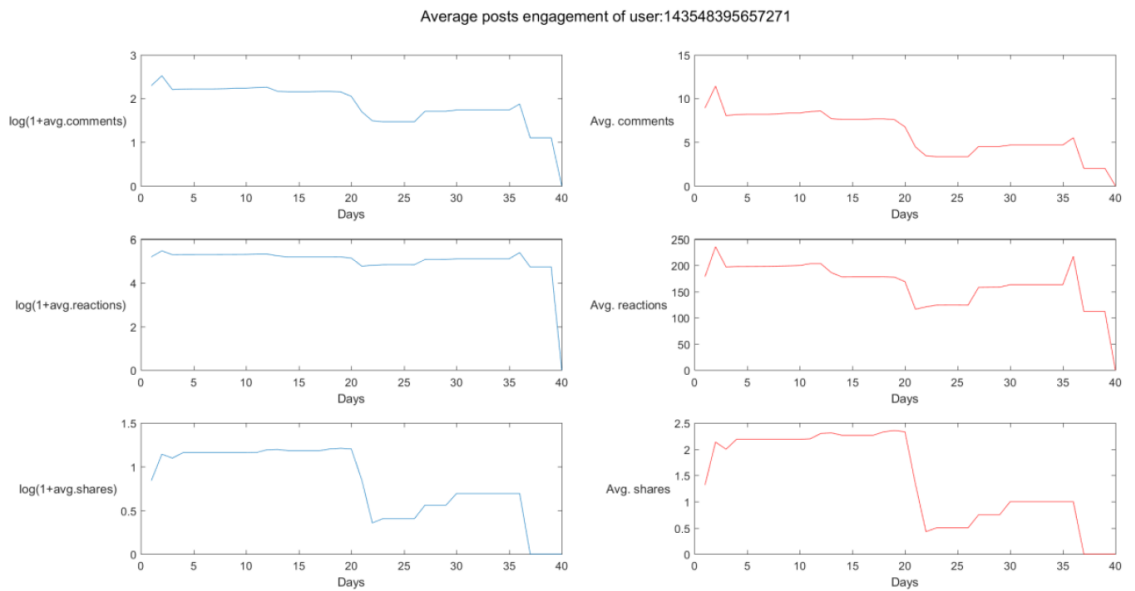 Average posts engagement of user:143548395657271
3
2
log(1+avg.comments)
1
0
0 5 10 15 20 25 30 35 40
Days
15
10
Avg. comments
5
0
0 5 10 15 20 25 30 35 40
Days
6
4
log(1+avg.reactions)
2
0
0 5 10 15 20 25 30 35 40
Days
250
200
150
Avg. reactions
100
50
0
0 5 10 15 20 25 30 35 40
Days
1.5
1
log(1+avg.shares)
0.5
0
0 5 10 15 20 25 30 35 40
Days
2.5
2
1.5
Avg. shares
1
0.5
0
0 5 10 15 20 25 30 35 40
Days